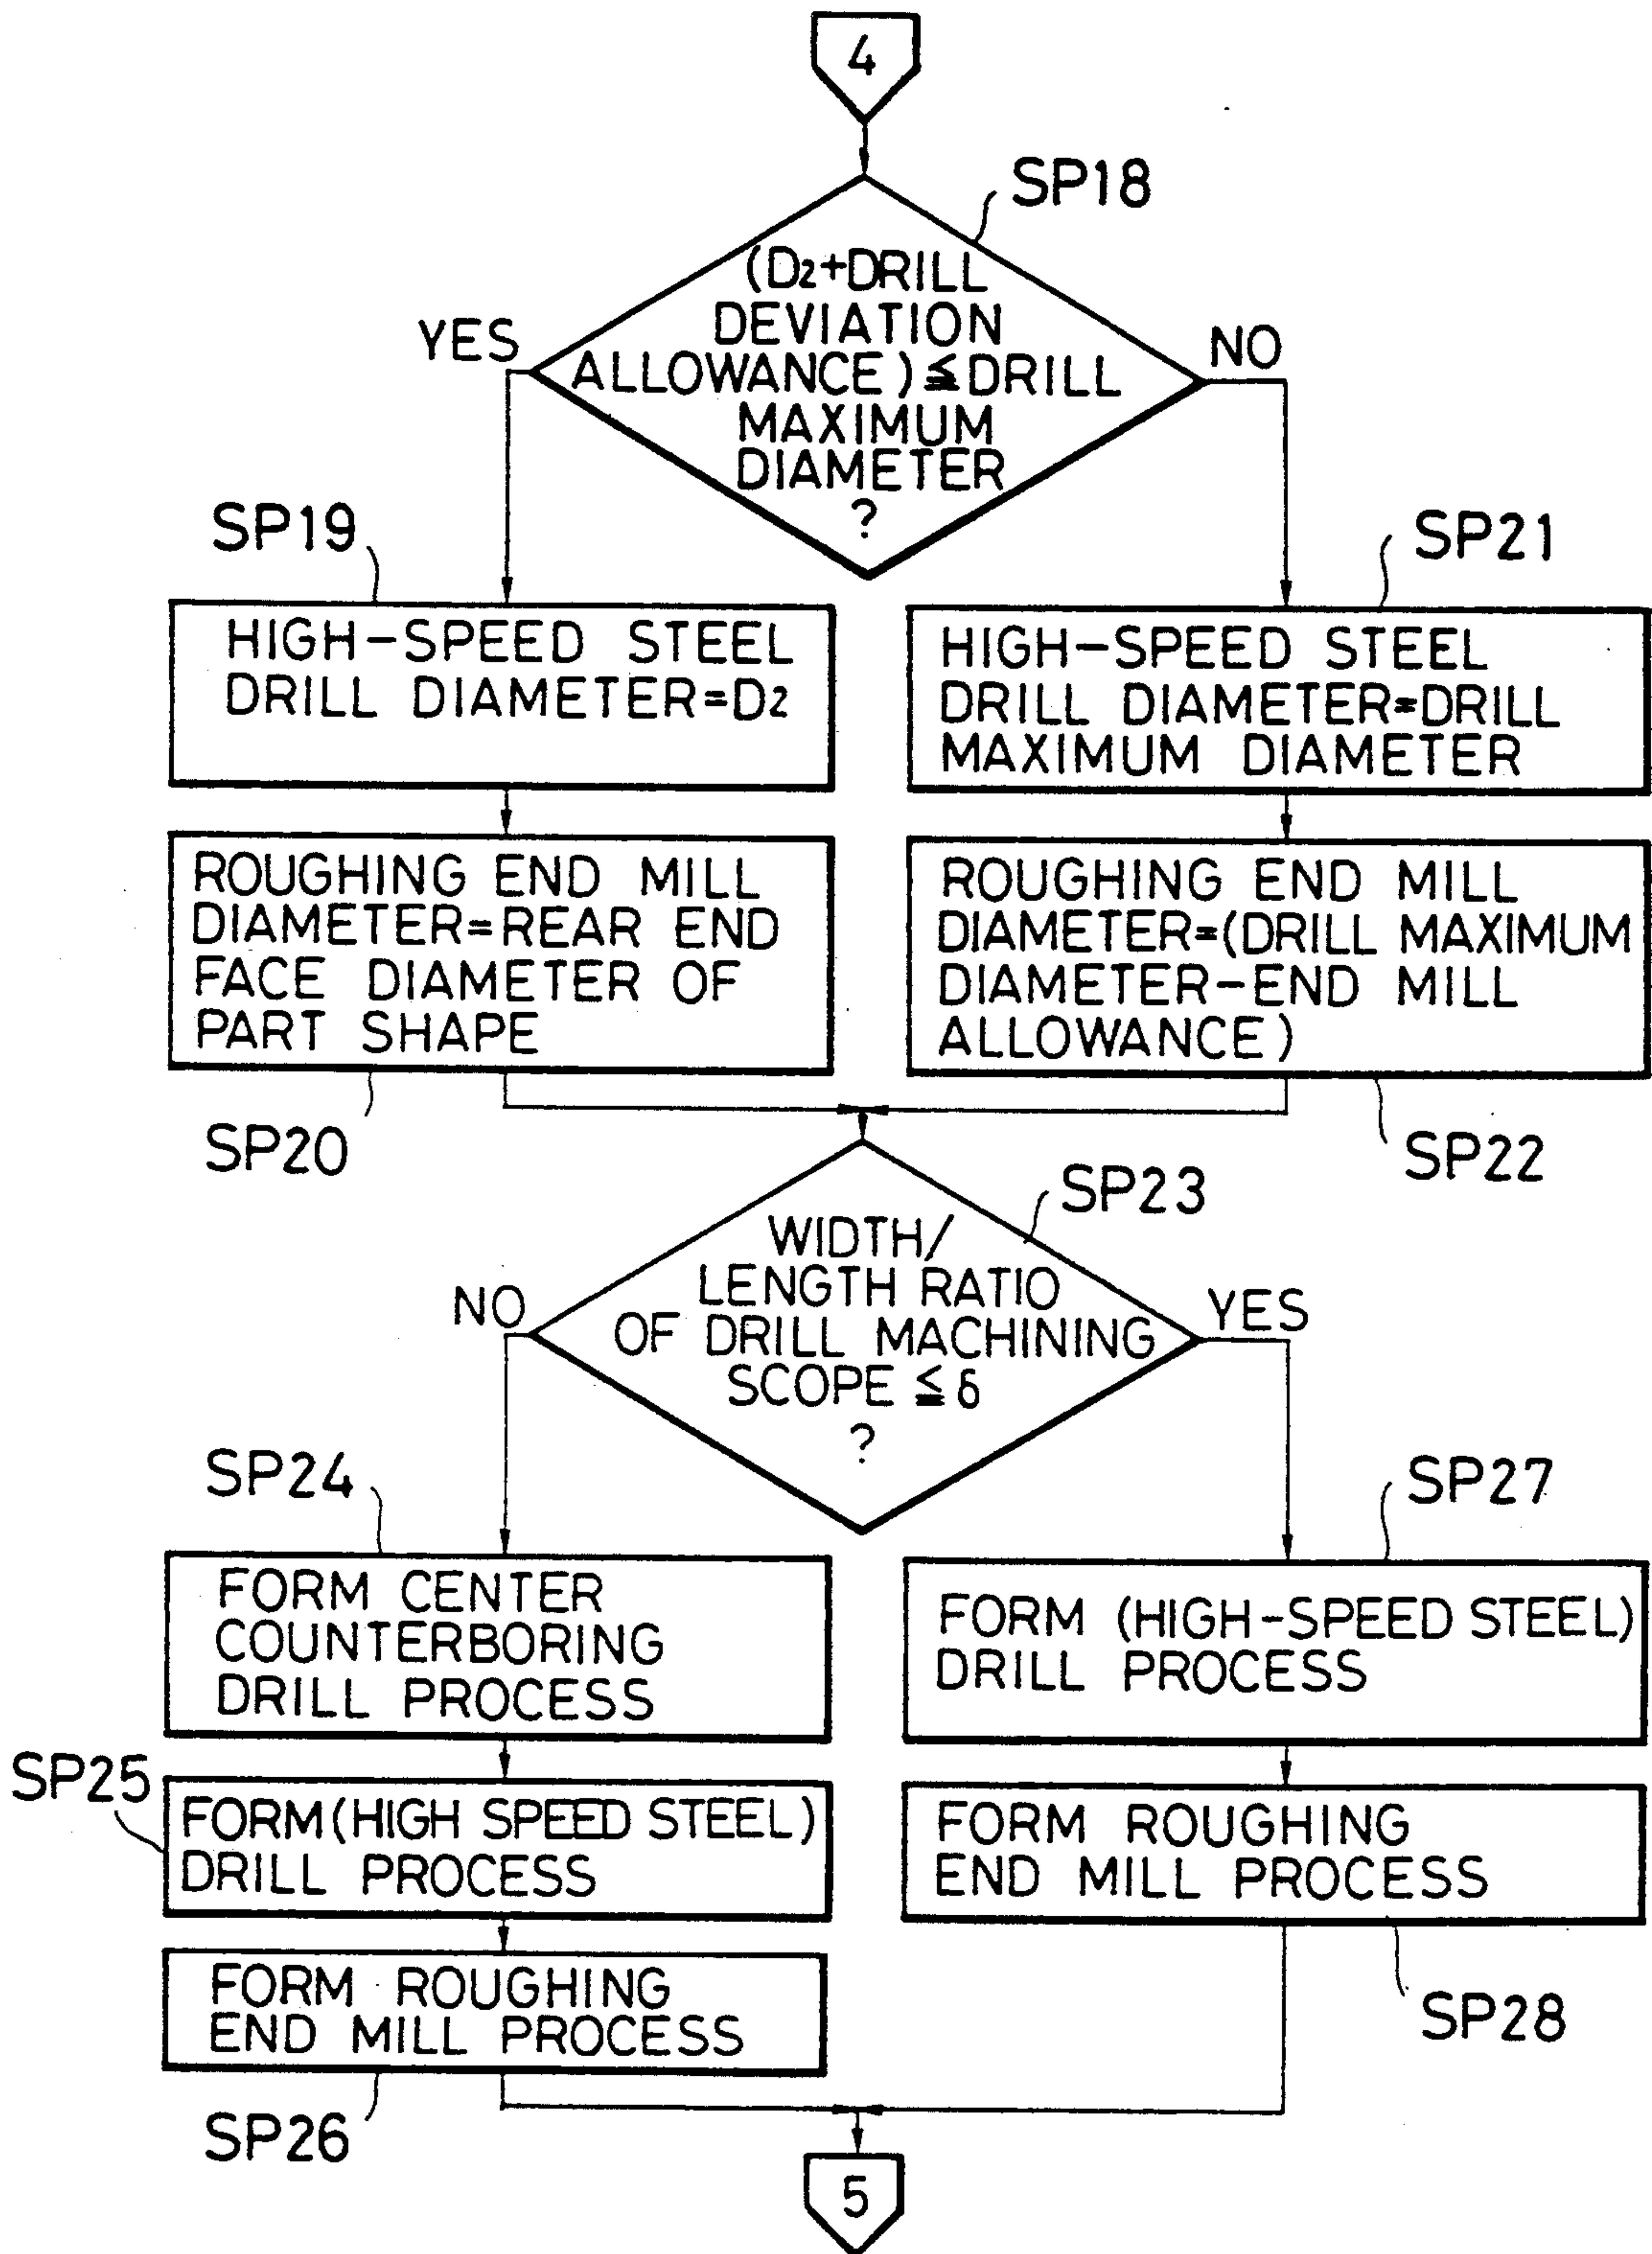 4
SP18
(D2+DRILL
DEVIATION
ALLOWANCE)≦DRILL
MAXIMUM
DIAMETER
?
YES
NO
SP19
HIGH-SPEED STEEL
DRILL DIAMETER=D2
SP21
HIGH-SPEED STEEL
DRILL DIAMETER=DRILL
MAXIMUM DIAMETER
ROUGHING END MILL
DIAMETER=REAR END
FACE DIAMETER OF
PART SHAPE
SP20
ROUGHING END MILL
DIAMETER=(DRILL MAXIMUM
DIAMETER-END MILL
ALLOWANCE)
SP22
SP23
WIDTH/
LENGTH RATIO
OF DRILL MACHINING
SCOPE ≦ δ
?
NO
YES
SP24
FORM CENTER
COUNTERBORING
DRILL PROCESS
SP27
FORM (HIGH-SPEED STEEL)
DRILL PROCESS
SP25
FORM(HIGH SPEED STEEL)
DRILL PROCESS
FORM ROUGHING
END MILL PROCESS
SP28
FORM ROUGHING
END MILL PROCESS
SP26
5